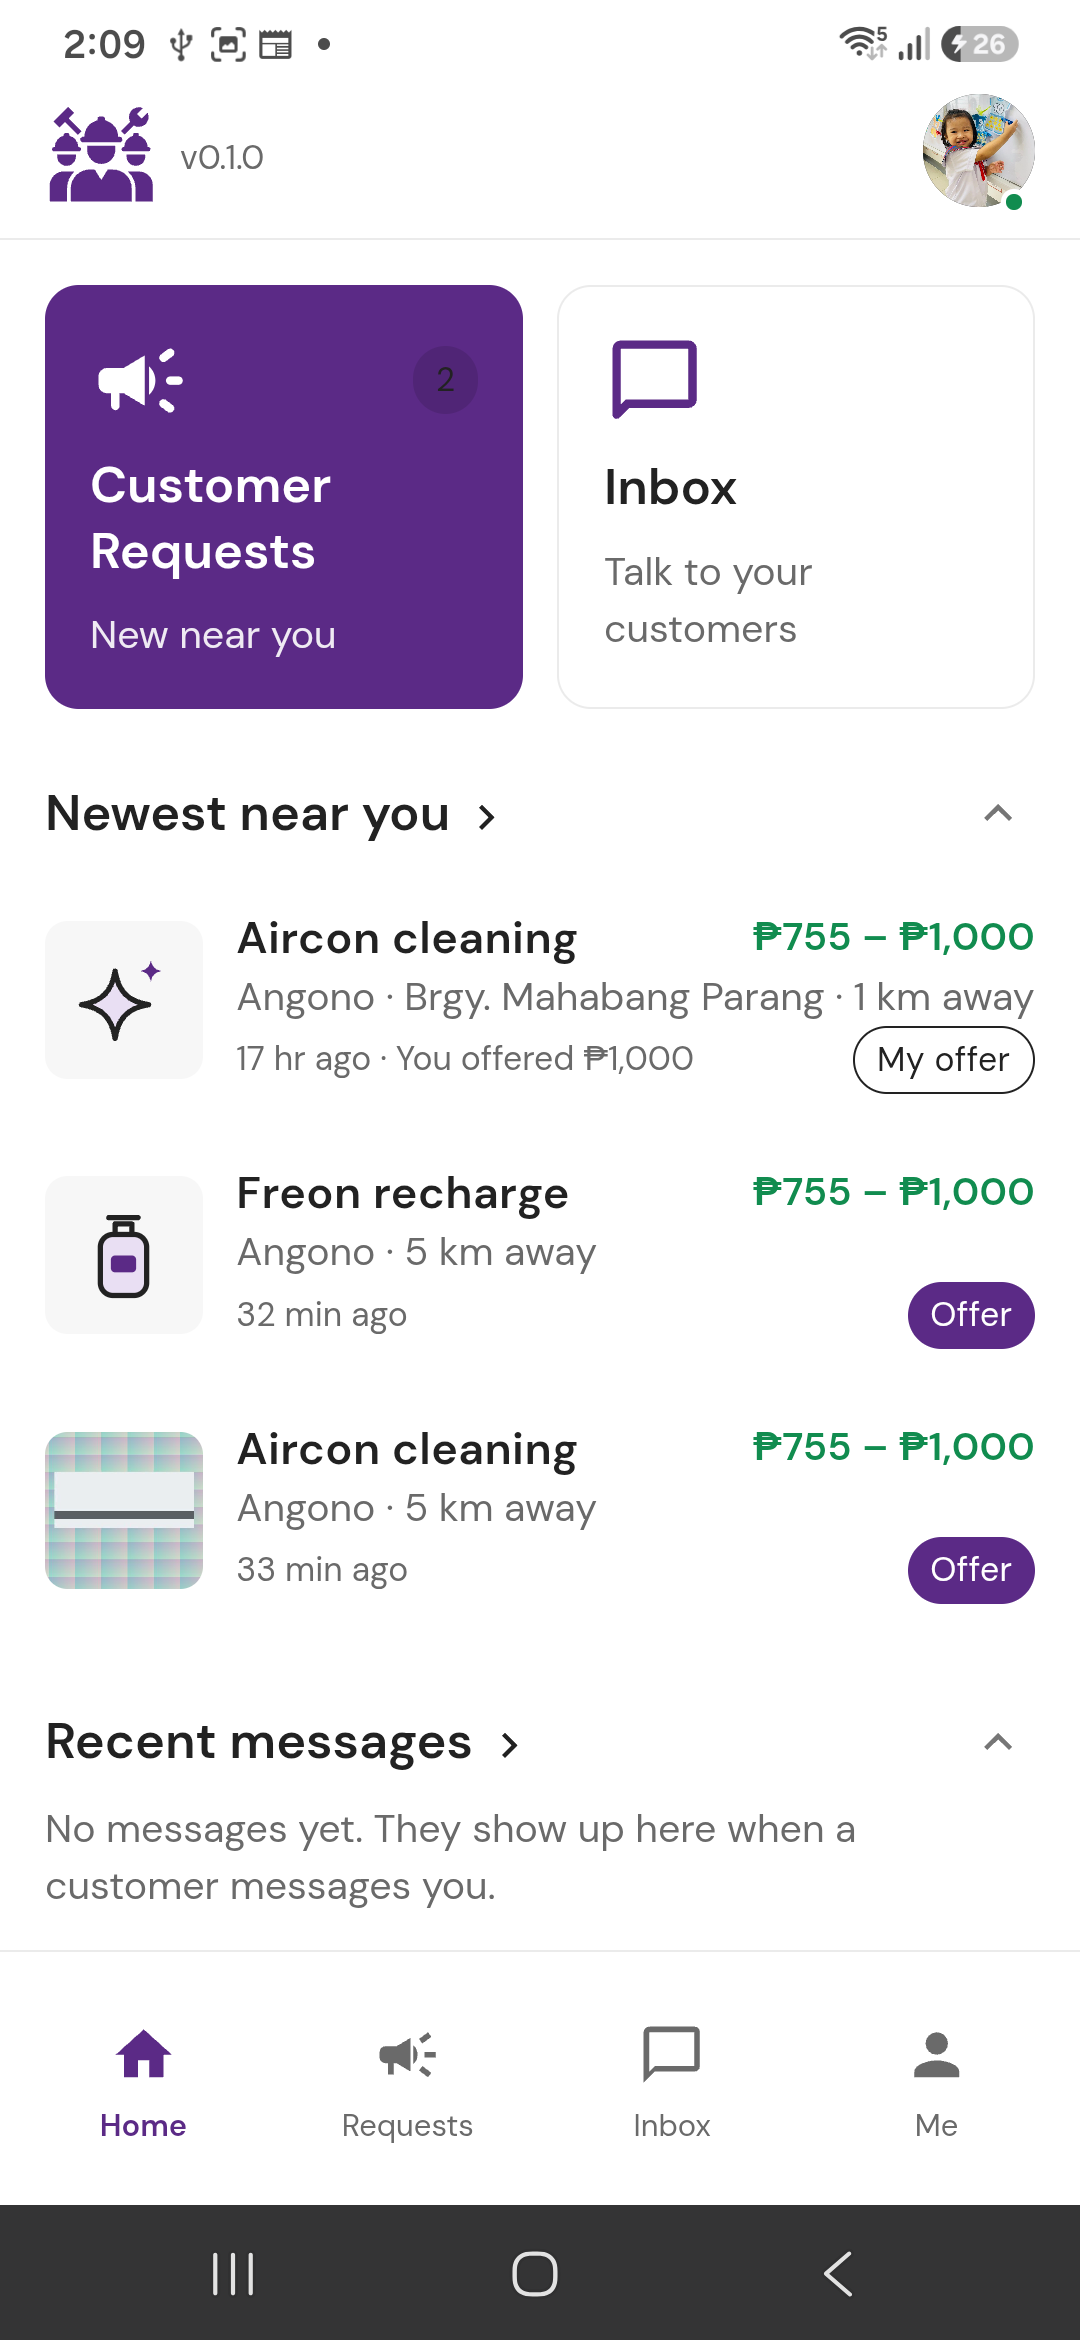 2:09
5
26
v0.1.0
2
Customer
Requests
New near you
Inbox
Talk to your
customers
Newest near you
Aircon cleaning
₱755 – ₱1,000
Angono · Brgy. Mahabang Parang · 1 km away
17 hr ago · You offered ₱1,000
My offer
Freon recharge
₱755 – ₱1,000
Angono · 5 km away
32 min ago
Offer
Aircon cleaning
₱755 – ₱1,000
Angono · 5 km away
33 min ago
Offer
Recent messages
No messages yet. They show up here when a
customer messages you.
Home
Requests
Inbox
Me